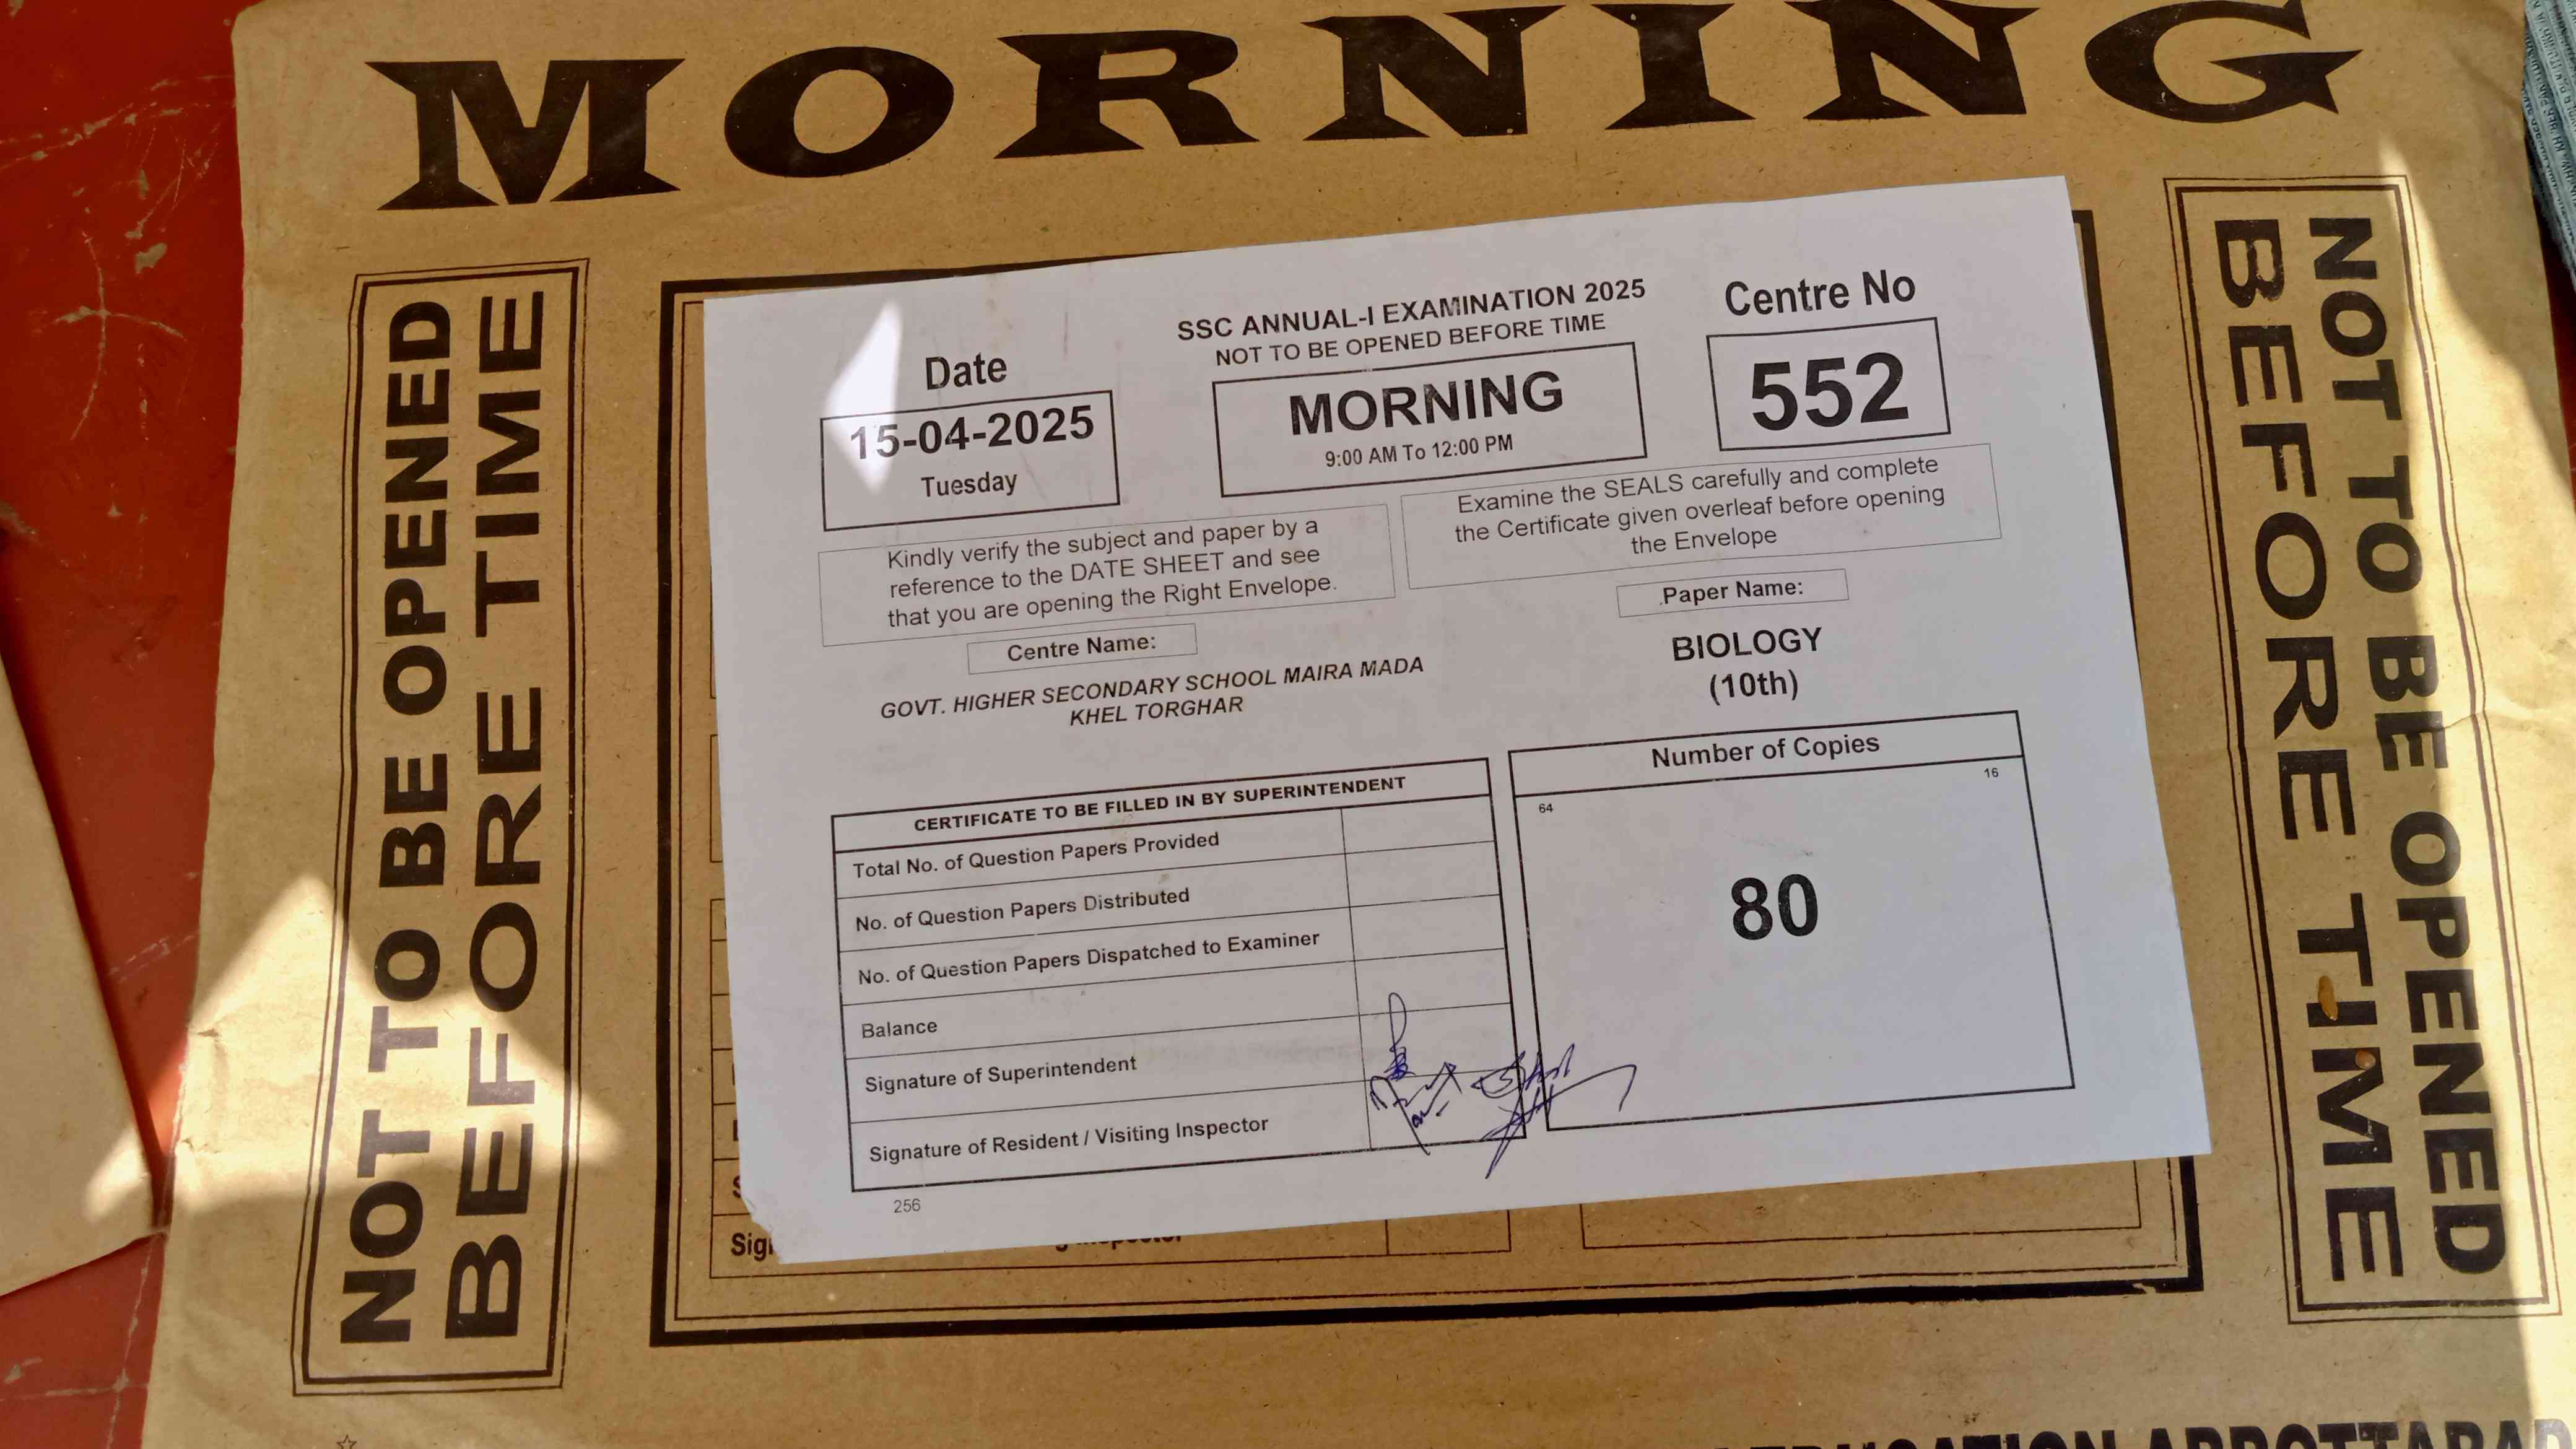 MORNING
NOT TO BE OPENED
BEFORE TIME
SSC ANNUAL-I EXAMINATION 2025
NOT TO BE OPENED BEFORE TIME
Date
15-04-2025
Tuesday
MORNING
9:00 AM To 12:00 PM
Centre No
552
Kindly verify the subject and paper by a
reference to the DATE SHEET and see
that you are opening the Right Envelope.
Examine the SEALS carefully and complete
the Certificate given overleaf before opening
the Envelope
Centre Name:
GOVT. HIGHER SECONDARY SCHOOL MAIRA MADA
KHEL TORGHAR
Paper Name:
BIOLOGY
(10th)
CERTIFICATE TO BE FILLED IN BY SUPERINTENDENT
Total No. of Question Papers Provided
No. of Question Papers Distributed
No. of Question Papers Dispatched to Examiner
Balance
Signature of Superintendent
Signature of Resident / Visiting Inspector
Number of Copies
64
16
80
256
NOT TO BE OPENED
BEFORE TIME
ABBOTTABAD